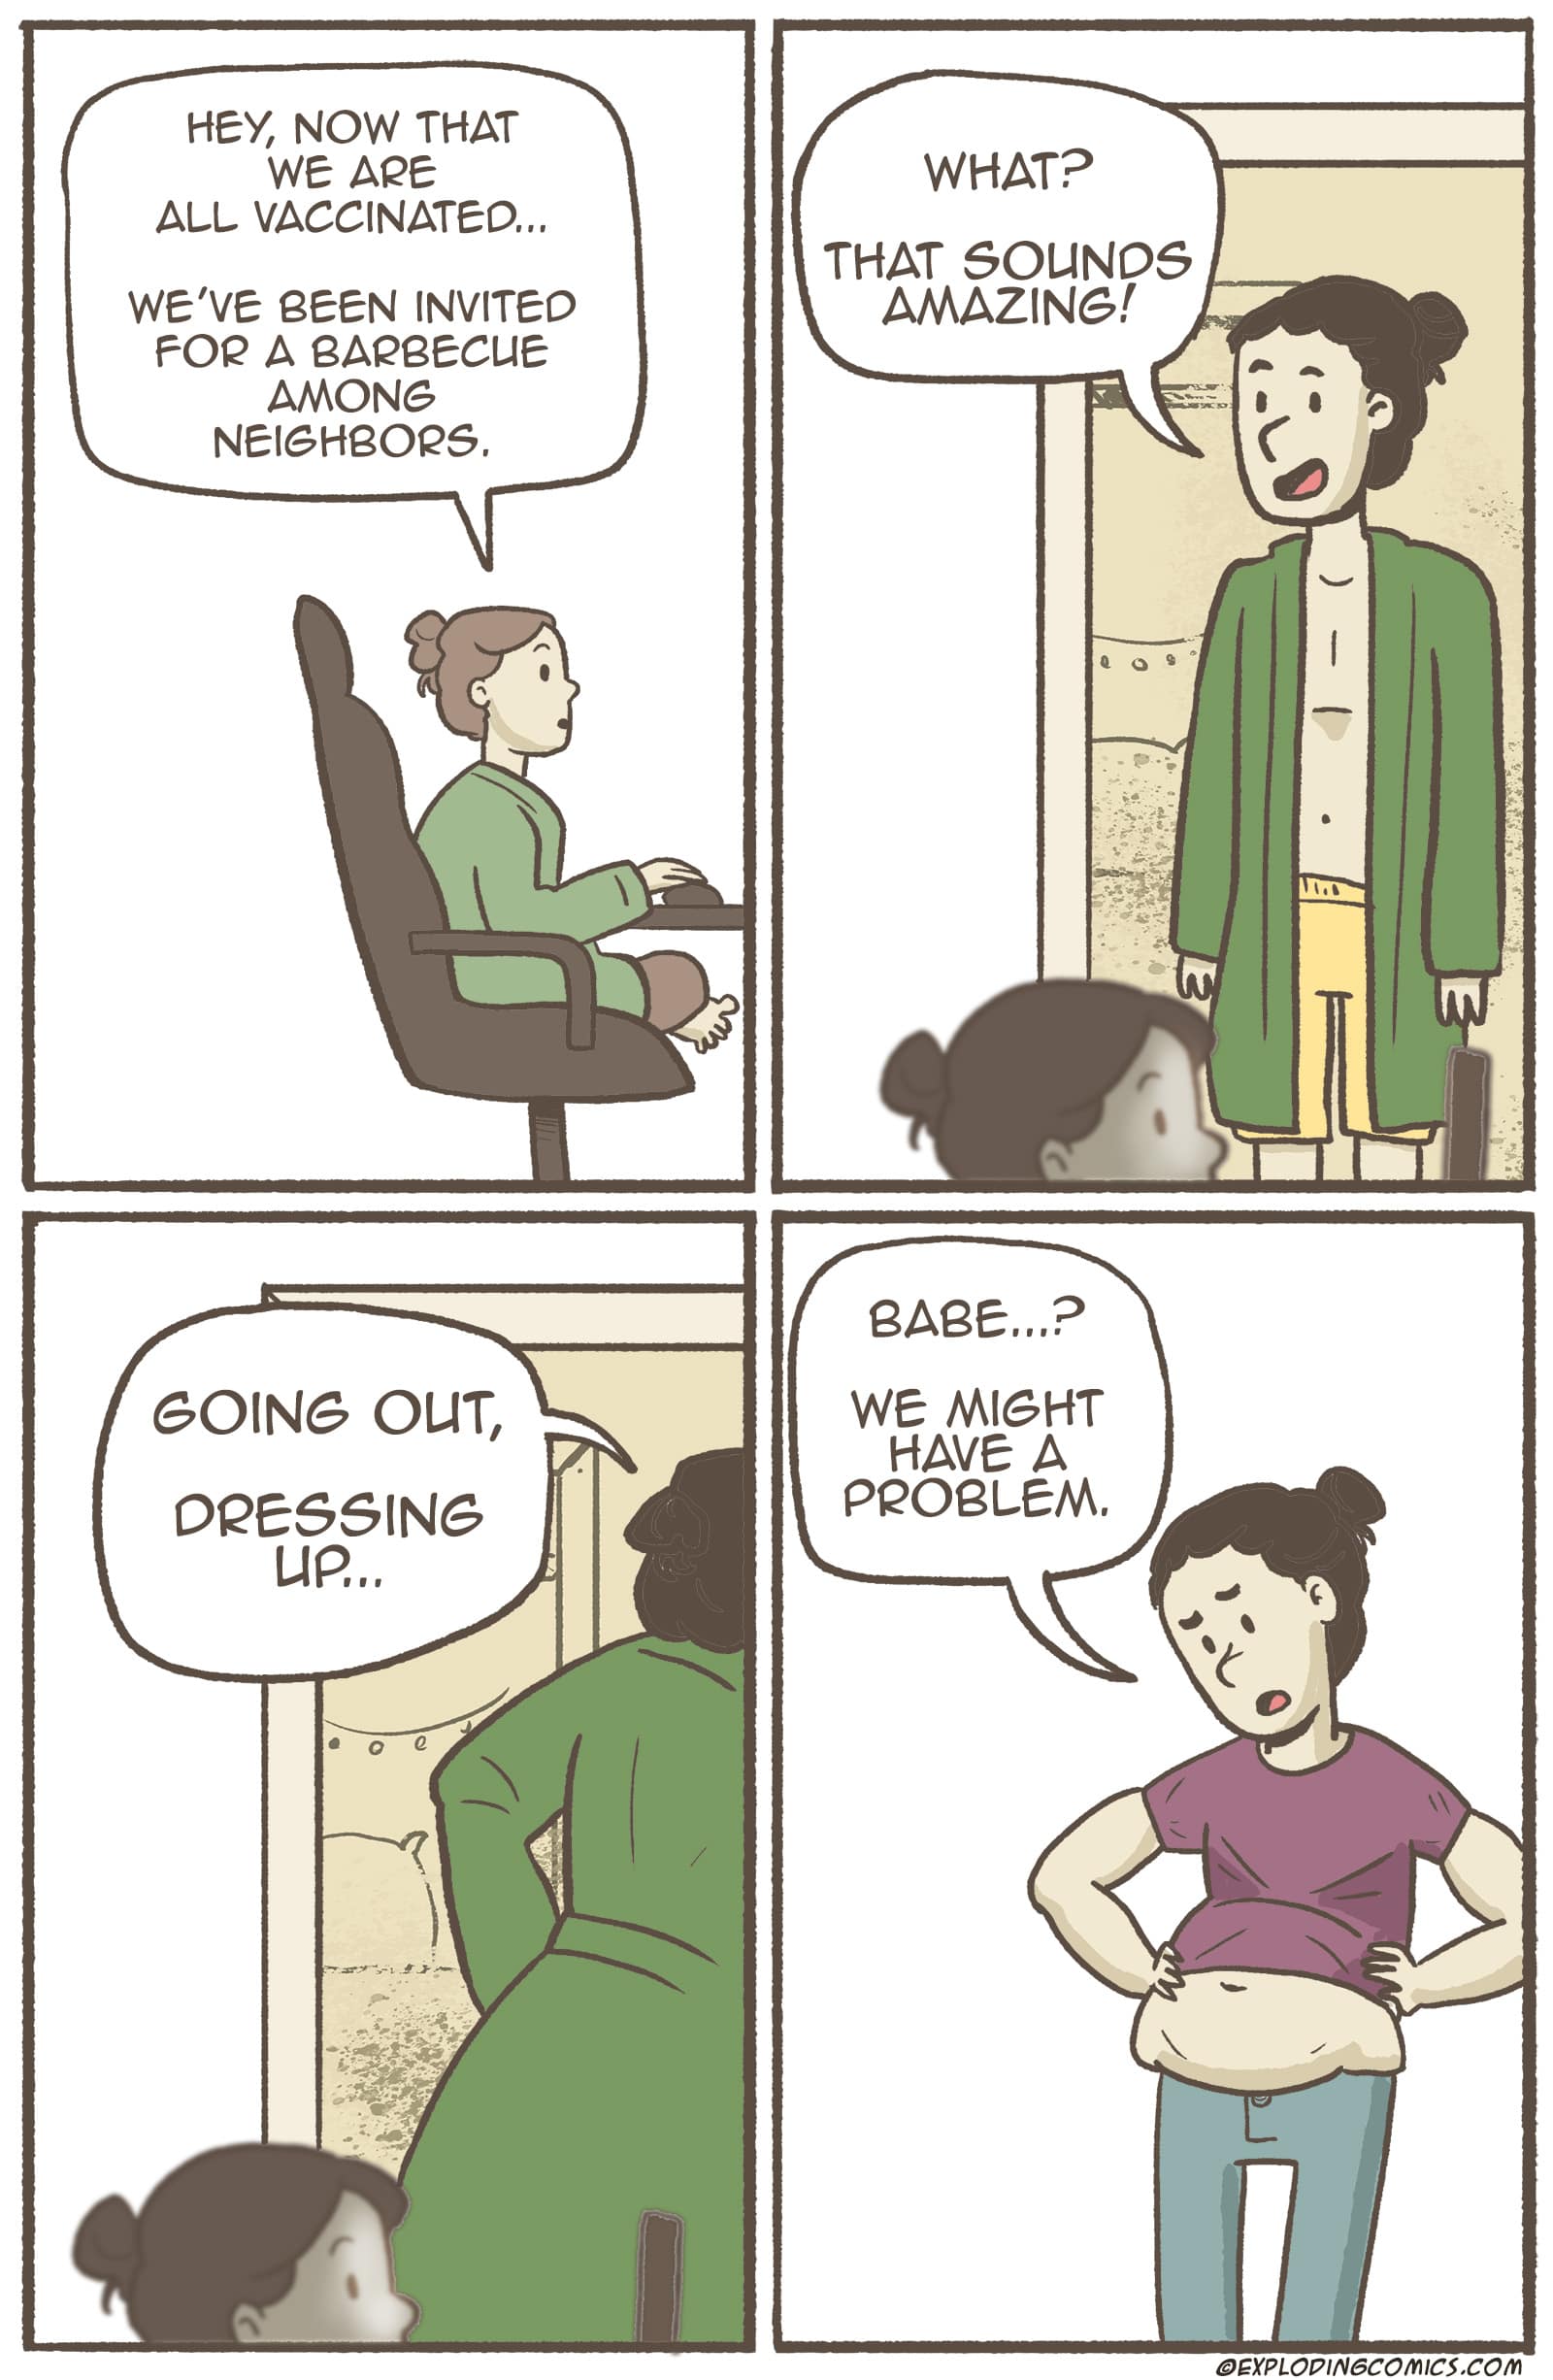 HEY, NOW THAT
WE ARE
ALL VACCINATED...
WE'VE BEEN INVITED
FOR A BARBECUE
AMONG
NEIGHBORS.
WHAT?
THAT SOUNDS
AMAZING!
GOING OUT,
DRESSING
UP...
BABE...?
WE MIGHT
HAVE A
PROBLEM.
©EXPLODINGCOMICS.COM